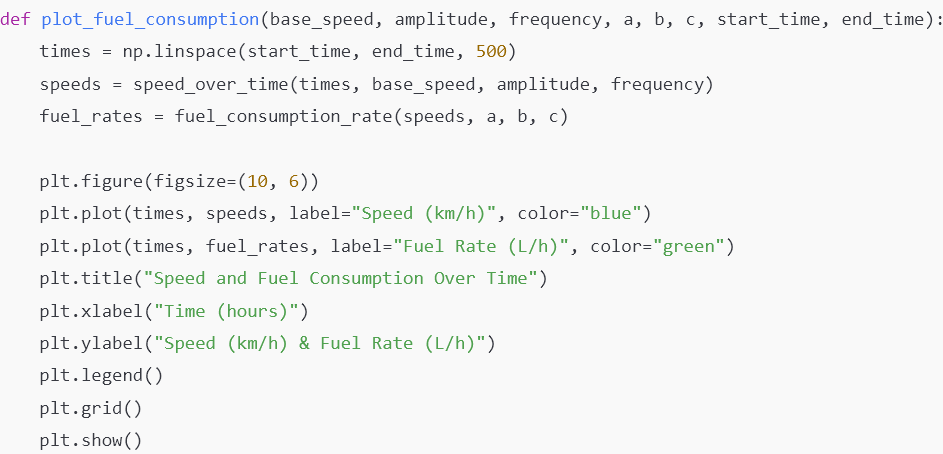 def plot_fuel_consumption(base_speed, amplitude, frequency, a, b, c, start_time, end_time):
    times = np.linspace(start_time, end_time, 500)
    speeds = speed_over_time(times, base_speed, amplitude, frequency)
    fuel_rates = fuel_consumption_rate(speeds, a, b, c)

    plt.figure(figsize=(10, 6))
    plt.plot(times, speeds, label="Speed (km/h)", color="blue")
    plt.plot(times, fuel_rates, label="Fuel Rate (L/h)", color="green")
    plt.title("Speed and Fuel Consumption Over Time")
    plt.xlabel("Time (hours)")
    plt.ylabel("Speed (km/h) & Fuel Rate (L/h)")
    plt.legend()
    plt.grid()
    plt.show()